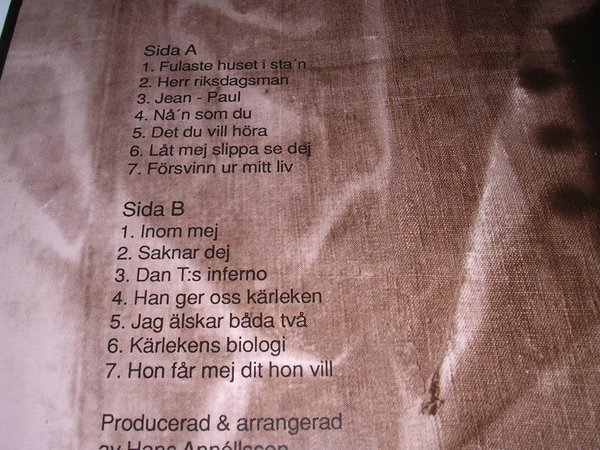 Sida A
1. Fulaste huset i sta´n
2. Herr riksdagsman
3. Jean - Paul
4. Nå´n som du
5. Det du vill höra
6. Låt mej slippa se dej
7. Försvinn ur mitt liv
Sida B
1. Inom mej
2. Saknar dej
3. Dan T:s inferno
4. Han ger oss kärleken
5. Jag älskar båda två
6. Kärlekens biologi
7. Hon får mej dit hon vill
Producerad & arrangerad
av Hans